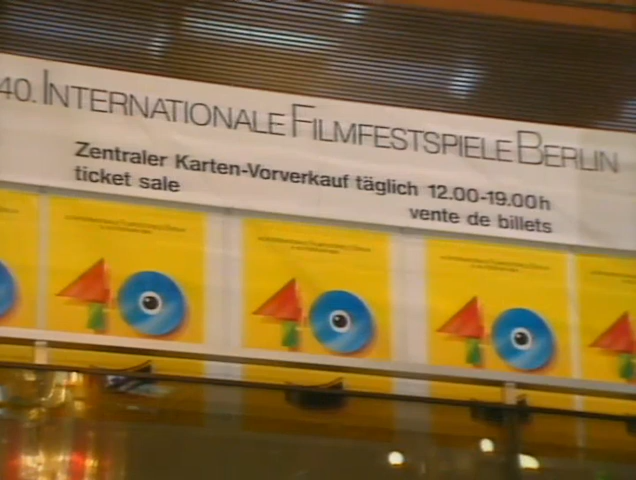 40. INTERNATIONALE FILMFESTSPIELE BERLIN
Zentraler Karten-Vorverkauf täglich 12.00-19.00h
ticket sale
vente de billets